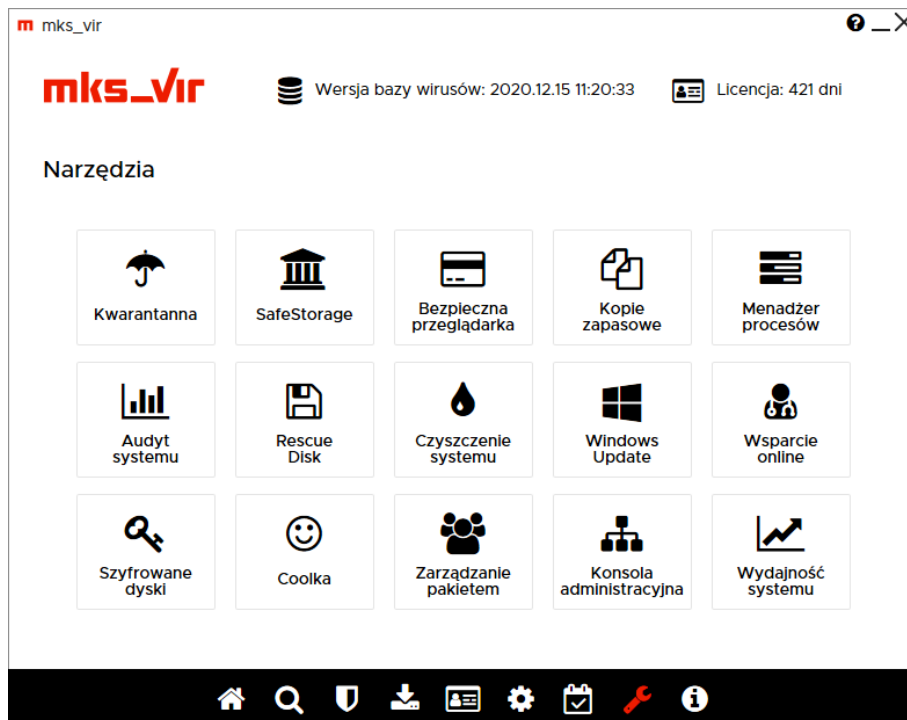 mks_vir
mks_vir
Wersja bazy wirusów: 2020.12.15 11:20:33
Licencja: 421 dni
Narzędzia
Kwarantanna
SafeStorage
Bezpieczna
przeglądarka
Kopie
zapasowe
Menadżer
procesów
Audyt
systemu
Rescue
Disk
Czyszczenie
systemu
Windows
Update
Wsparcie
online
Szyfrowane
dyski
Coolka
Zarządzanie
pakietem
Konsola
administracyjna
Wydajność
systemu